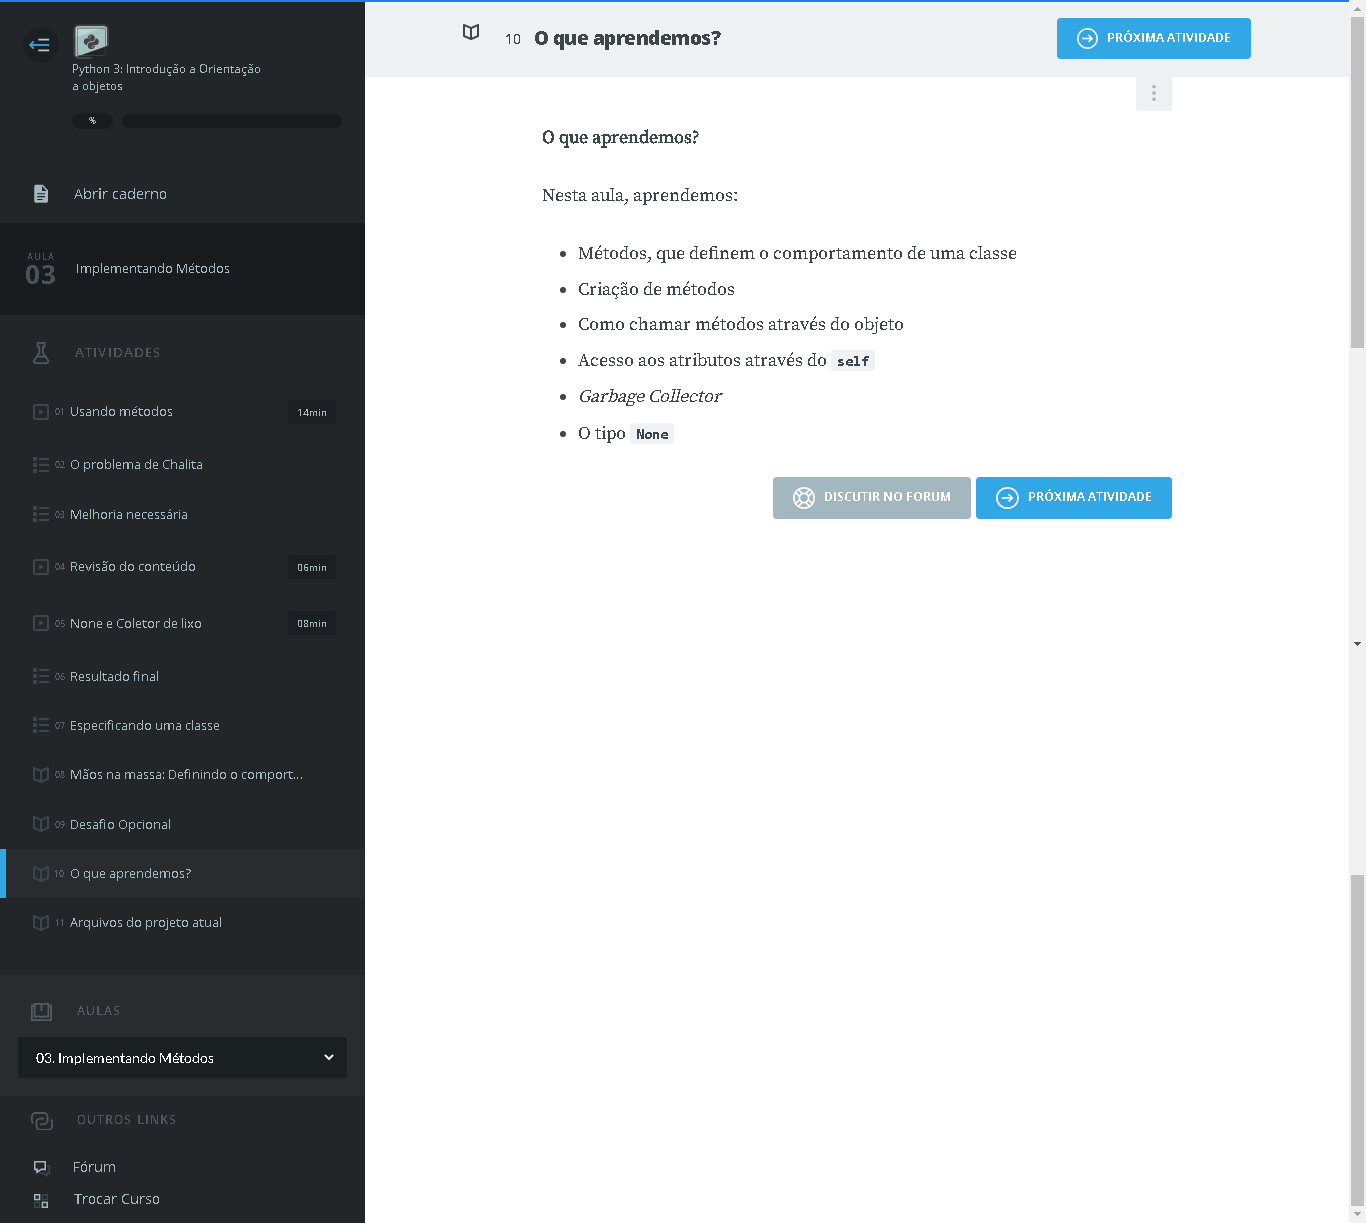 Python 3: Introdução a Orientação
a objetos
%
Abrir caderno
AULA
03
Implementando Métodos
ATIVIDADES
01 Usando métodos 14min
02 O problema de Chalita
03 Melhoria necessária
04 Revisão do conteúdo 06min
05 None e Coletor de lixo 08min
06 Resultado final
07 Especificando uma classe
08 Mãos na massa: Definindo o comport...
09 Desafio Opcional
10 O que aprendemos?
11 Arquivos do projeto atual
AULAS
03. Implementando Métodos
OUTROS LINKS
Fórum
Trocar Curso
10 O que aprendemos?
PRÓXIMA ATIVIDADE
O que aprendemos?
Nesta aula, aprendemos:
• Métodos, que definem o comportamento de uma classe
• Criação de métodos
• Como chamar métodos através do objeto
• Acesso aos atributos através do self
• Garbage Collector
• O tipo None
DISCUTIR NO FORUM
PRÓXIMA ATIVIDADE